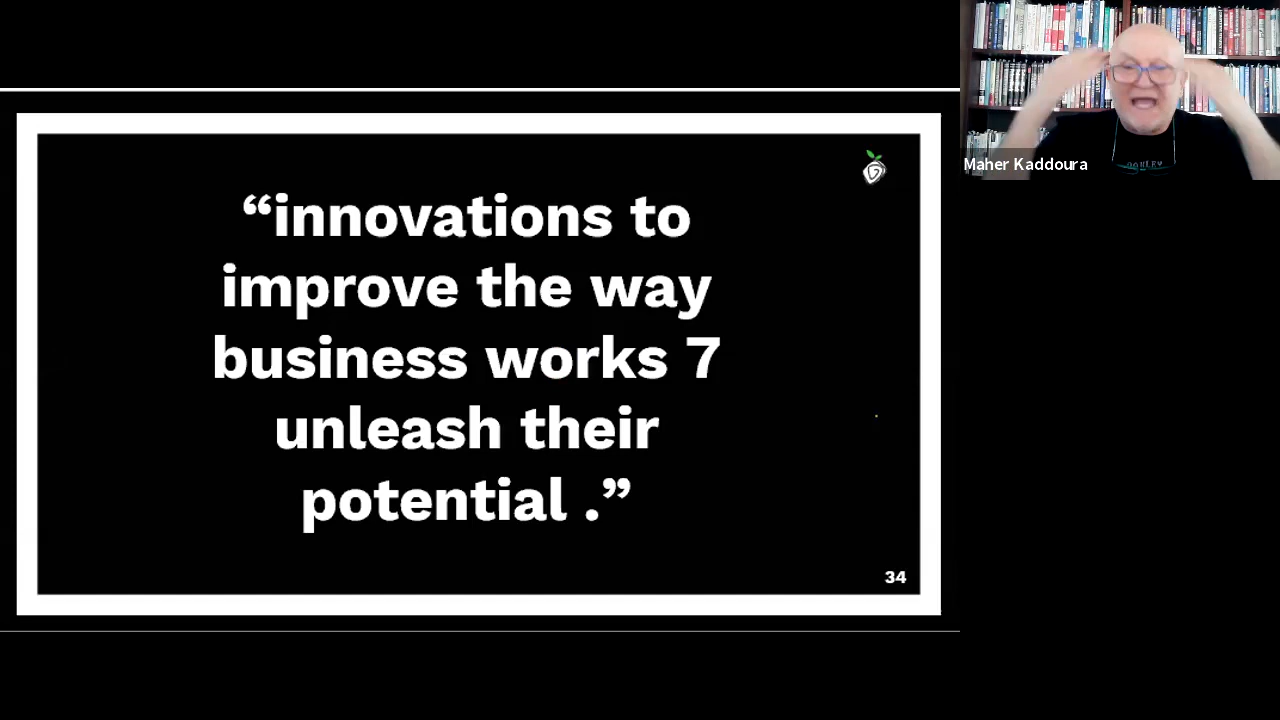 “innovations to
improve the way
business works 7
unleash their
potential .”
34
Maher Kaddoura